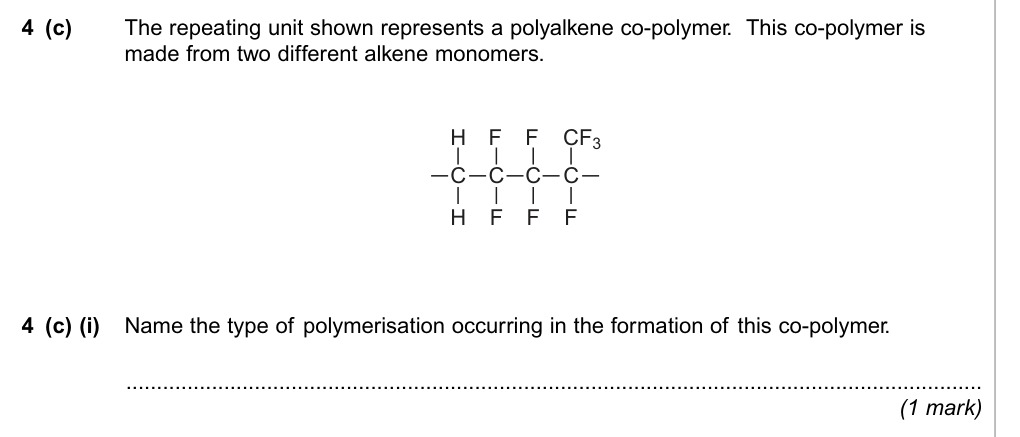 4 (c) The repeating unit shown represents a polyalkene co-polymer. This co-polymer is
made from two different alkene monomers.
H F F CF3
–C–C–C–C–
H F F F
4 (c) (i) Name the type of polymerisation occurring in the formation of this co-polymer.
(1 mark)